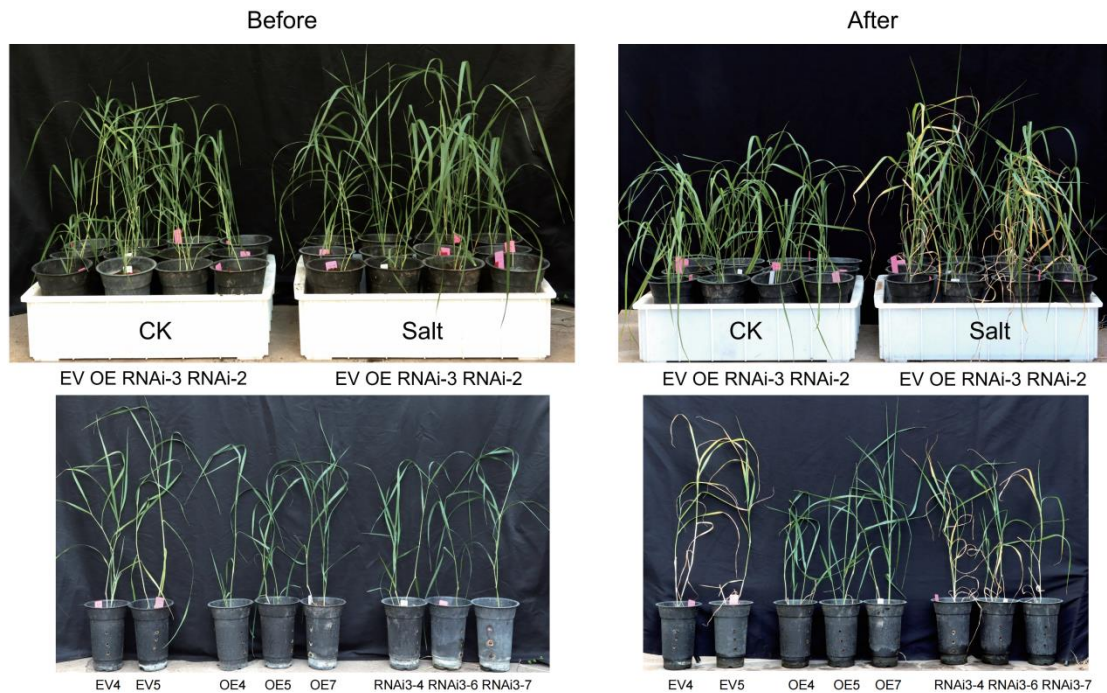 Before
After
CK
Salt
CK
Salt
EV OE RNAi-3 RNAi-2
EV OE RNAi-3 RNAi-2
EV OE RNAi-3 RNAi-2
EV OE RNAi-3 RNAi-2
EV4 EV5 OE4 OE5 OE7 RNAi3-4 RNAi3-6 RNAi3-7
EV4 EV5 OE4 OE5 OE7 RNAi3-4 RNAi3-6 RNAi3-7